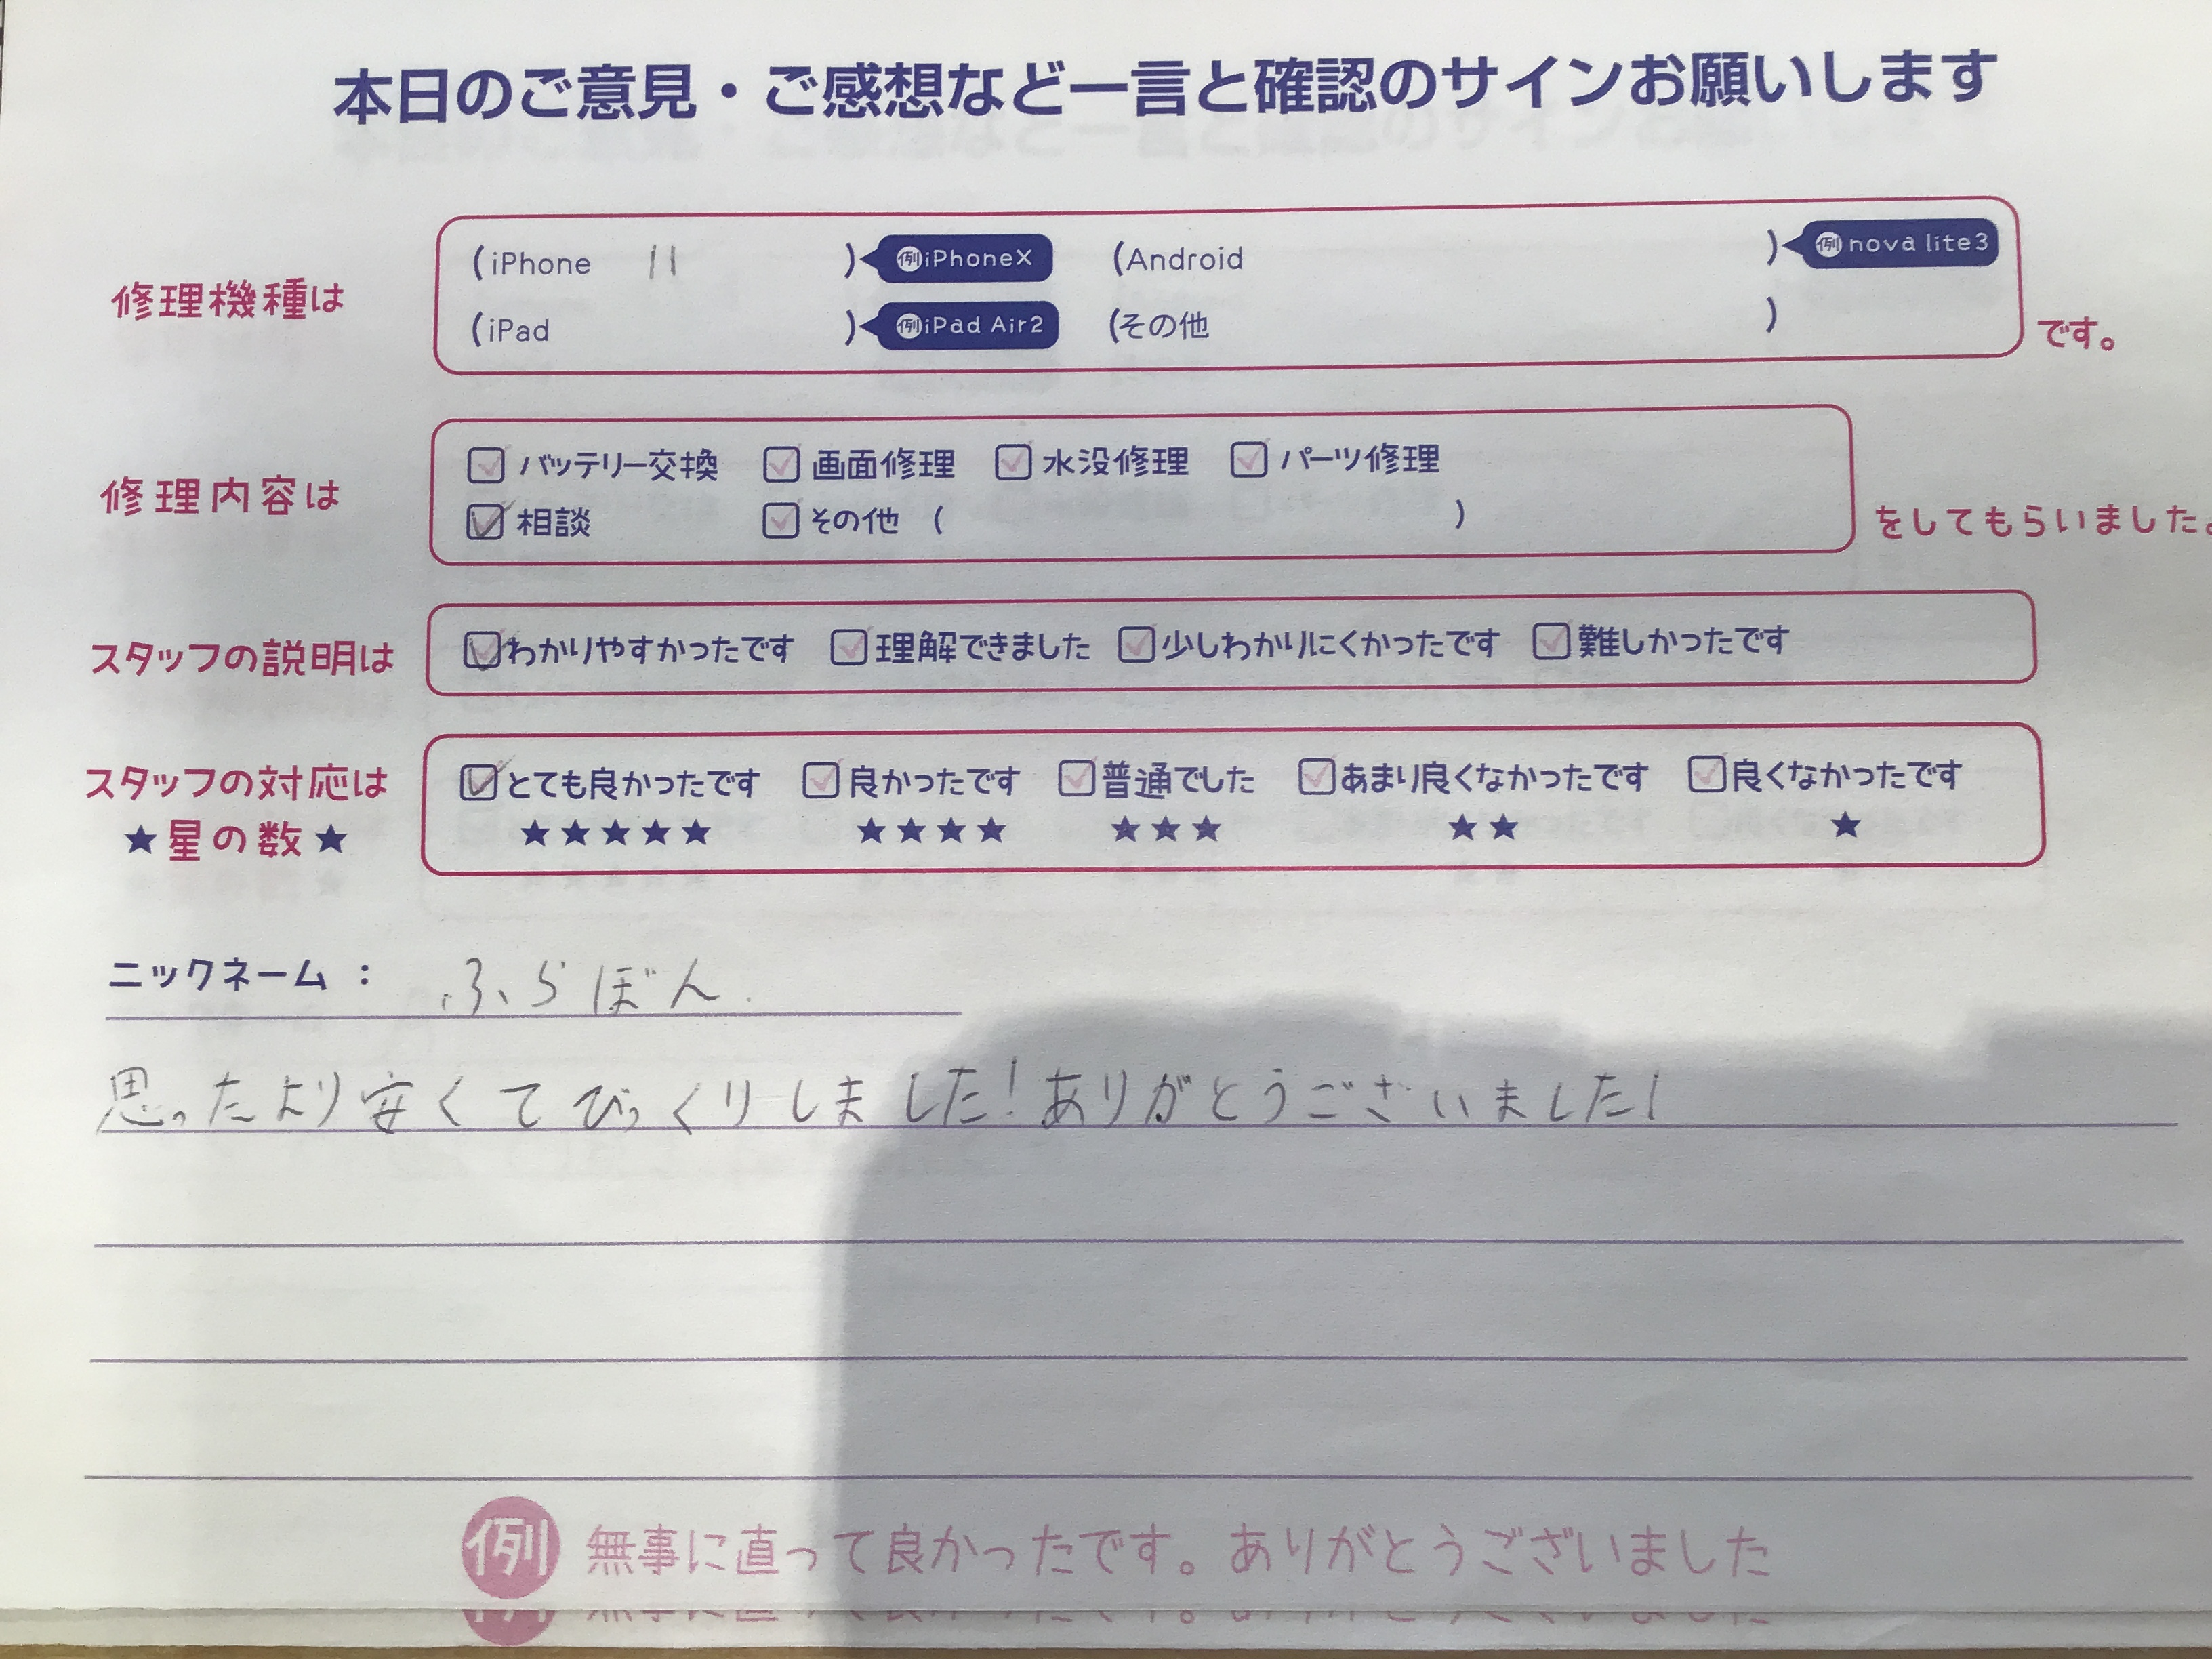 本日のご意見・ご感想など一言と確認のサインお願いします
修理機種は
(iPhone 11 ) 例iPhoneX (Android ) 例nova lite3
(iPad ) 例iPad Air2 (その他 ) です。
修理内容は
☑バッテリー交換 ☑画面修理 ☑水没修理 ☑パーツ修理
☑相談 ☑その他 ( ) をしてもらいました。
スタッフの説明は ☑わかりやすかったです ☑理解できました ☑少しわかりにくかったです ☑難しかったです
スタッフの対応は ☑とても良かったです ☑良かったです ☑普通でした ☑あまり良くなかったです ☑良くなかったです
★星の数★ ★★★★★ ★★★★ ★★★ ★★ ★
ニックネーム : ふらぼん
思ったより安くてびっくりしました!ありがとうございました!
例 無事に直って良かったです。ありがとうございました